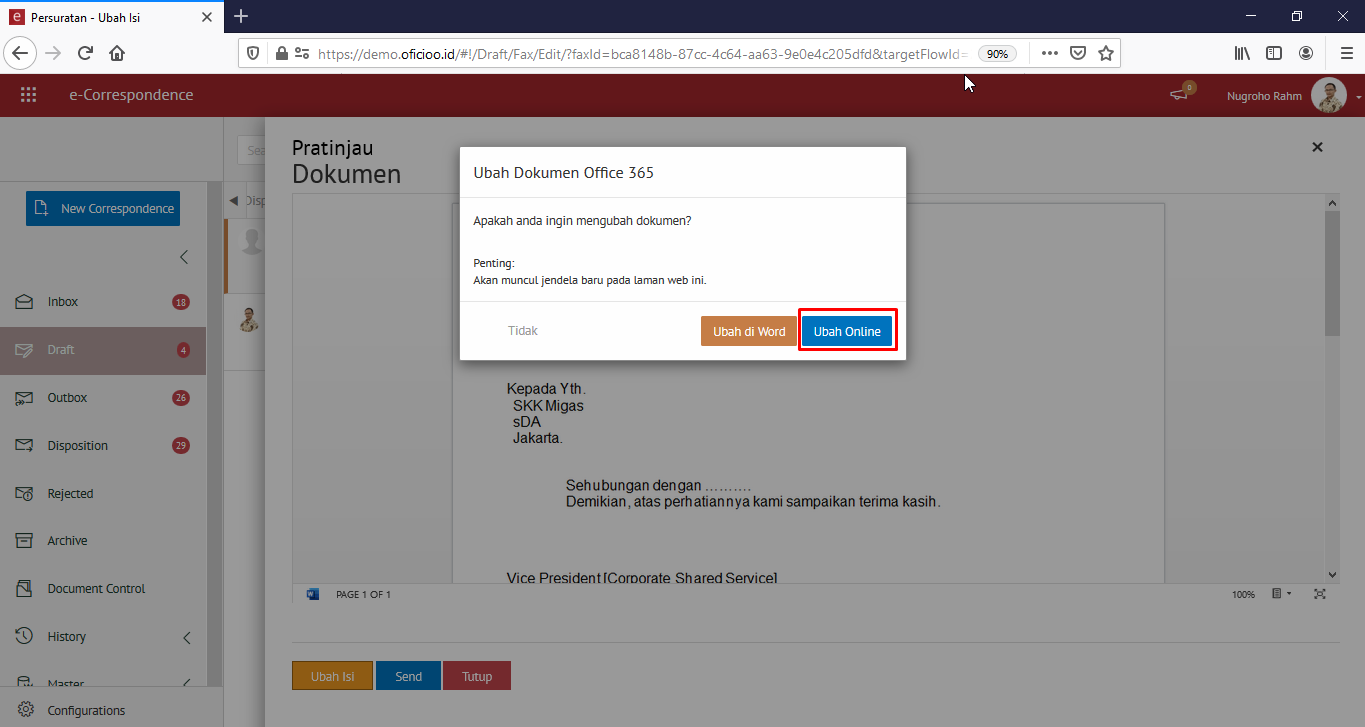 Persuratan - Ubah Isi
https://demo.oficioo.id/#!/Draft/Fax/Edit/?faxId=bca8148b-87cc-4c64-aa63-9e0e4c205dfd&targetFlowId=
90%
e-Correspondence
0
Nugroho Rahm
Sea
Pratinjau
Dokumen
Disp
New Correspondence
Inbox
18
Draft
4
Outbox
26
Disposition
29
Rejected
Archive
Document Control
History
Master
Configurations
Ubah Dokumen Office 365
Apakah anda ingin mengubah dokumen?
Penting:
Akan muncul jendela baru pada laman web ini.
Tidak
Ubah di Word
Ubah Online
Kepada Yth.
SKK Migas
sDA
Jakarta.
Sehubungan dengan ……….
Demikian, atas perhatiannya kami sampaikan terima kasih.
Vice President [Corporate Shared Service]
PAGE 1 OF 1
100%
Ubah Isi
Send
Tutup